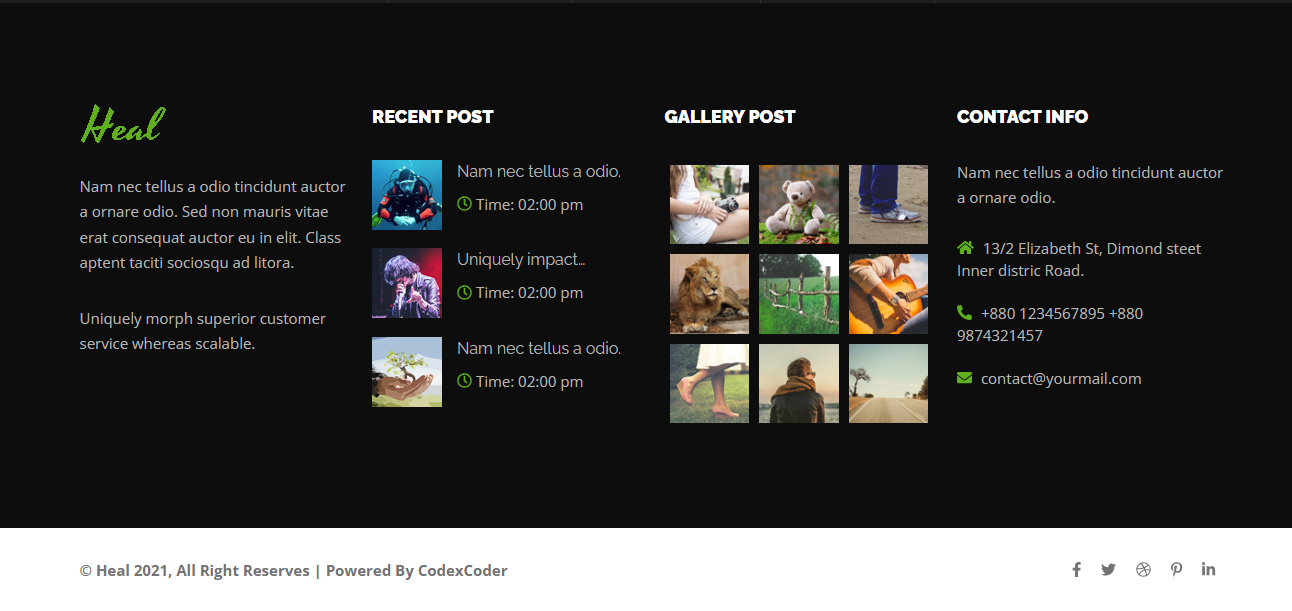 Heal
Nam nec tellus a odio tincidunt auctor
a ornare odio. Sed non mauris vitae
erat consequat auctor eu in elit. Class
aptent taciti sociosqu ad litora.
Uniquely morph superior customer
service whereas scalable.
RECENT POST
Nam nec tellus a odio.
Time: 02:00 pm
Uniquely impact…
Time: 02:00 pm
Nam nec tellus a odio.
Time: 02:00 pm
GALLERY POST
CONTACT INFO
Nam nec tellus a odio tincidunt auctor
a ornare odio.
13/2 Elizabeth St, Dimond steet
Inner distric Road.
+880 1234567895 +880
9874321457
contact@yourmail.com
© Heal 2021, All Right Reserves | Powered By CodexCoder